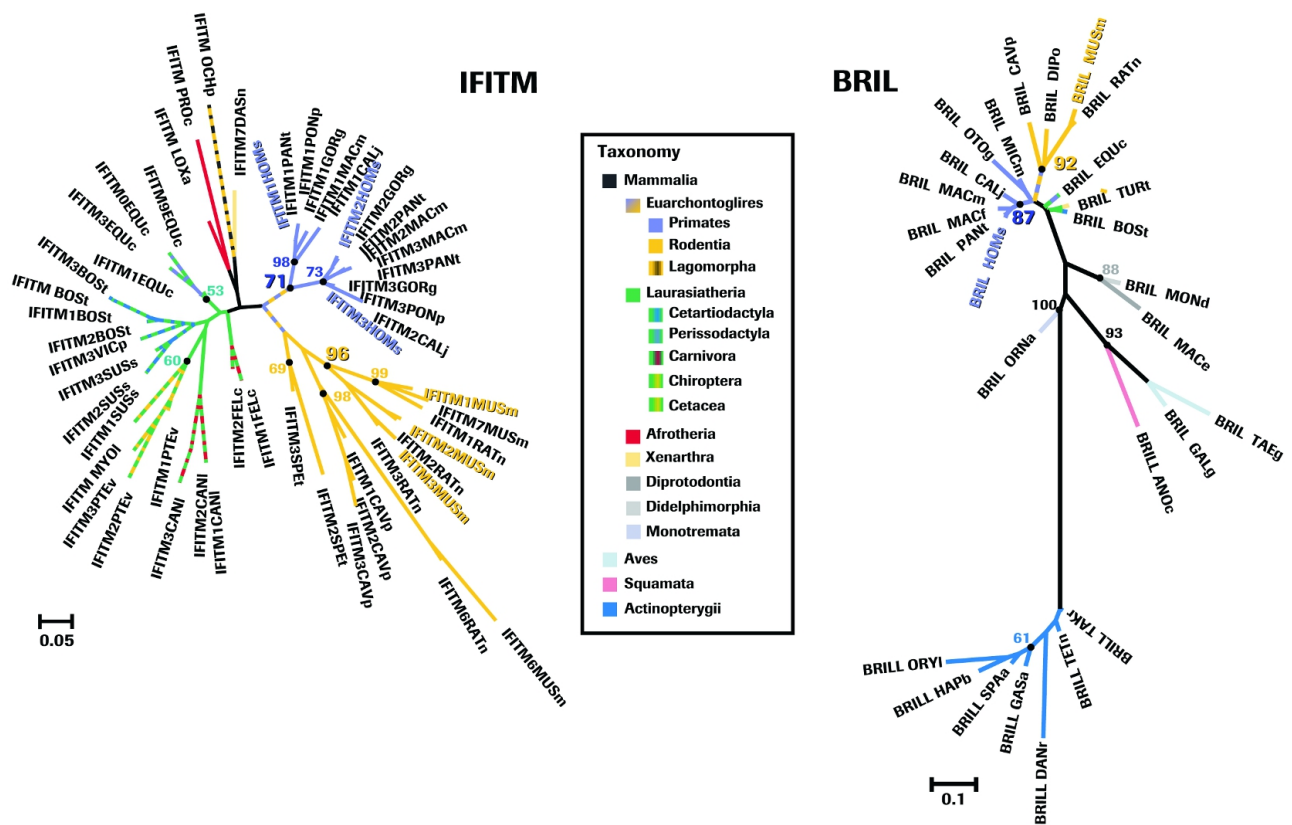 IFITM
IFITM PROc
IFITM OCHp
IFITM LOXa
IFITM7DASn
IFITM1HOMs
IFITM1PANt
IFITM1PONp
IFITM1GORg
IFITM1MACm
IFITM1CALj
IFITM2HOMs
IFITM2GORg
IFITM2PANt
IFITM2MACm
IFITM3MACm
IFITM3PANt
IFITM3GORg
IFITM3PONp
IFITM2CALj
IFITM3HOMs
98
71
73
IFITM0EQUc
IFITM9EQUc
IFITM3EQUc
IFITM1EQUc
IFITM3BOSt
IFITM BOSt
IFITM1BOSt
IFITM2BOSt
IFITM3VICp
IFITM3SUSs
IFITM2SUSs
IFITM1SUSs
IFITM MYOl
IFITM3PTEv
IFITM2PTEv
IFITM1PTEv
IFITM3CANl
IFITM2CANl
IFITM1CANl
IFITM2FELc
IFITM1FELc
53
60
69
96
99
98
IFITM1MUSm
IFITM7MUSm
IFITM1RATn
IFITM2MUSm
IFITM2RATn
IFITM3MUSm
IFITM3RATn
IFITM3SPEt
IFITM2SPEt
IFITM1CAVp
IFITM2CAVp
IFITM3CAVp
IFITM6RATn
IFITM6MUSm
0.05
Taxonomy
Mammalia
Euarchontoglires
Primates
Rodentia
Lagomorpha
Laurasiatheria
Cetartiodactyla
Perissodactyla
Carnivora
Chiroptera
Cetacea
Afrotheria
Xenarthra
Diprotodontia
Didelphimorphia
Monotremata
Aves
Squamata
Actinopterygii
BRIL
BRIL CAVp
BRIL DIPo
BRIL MUSm
BRIL RATn
BRIL OTOg
BRIL MICm
BRIL CALj
BRIL MACm
BRIL MACf
BRIL PANt
BRIL HOMs
92
87
BRIL EQUc
BRIL TURt
BRIL BOSt
88
BRIL MONd
BRIL MACe
100
BRIL ORNa
93
BRIL TAEg
BRIL GALg
BRILL ANOc
61
BRILL TAKr
BRILL TETn
BRILL ORYl
BRILL HAPb
BRILL SPAa
BRILL GASa
BRILL DANr
0.1